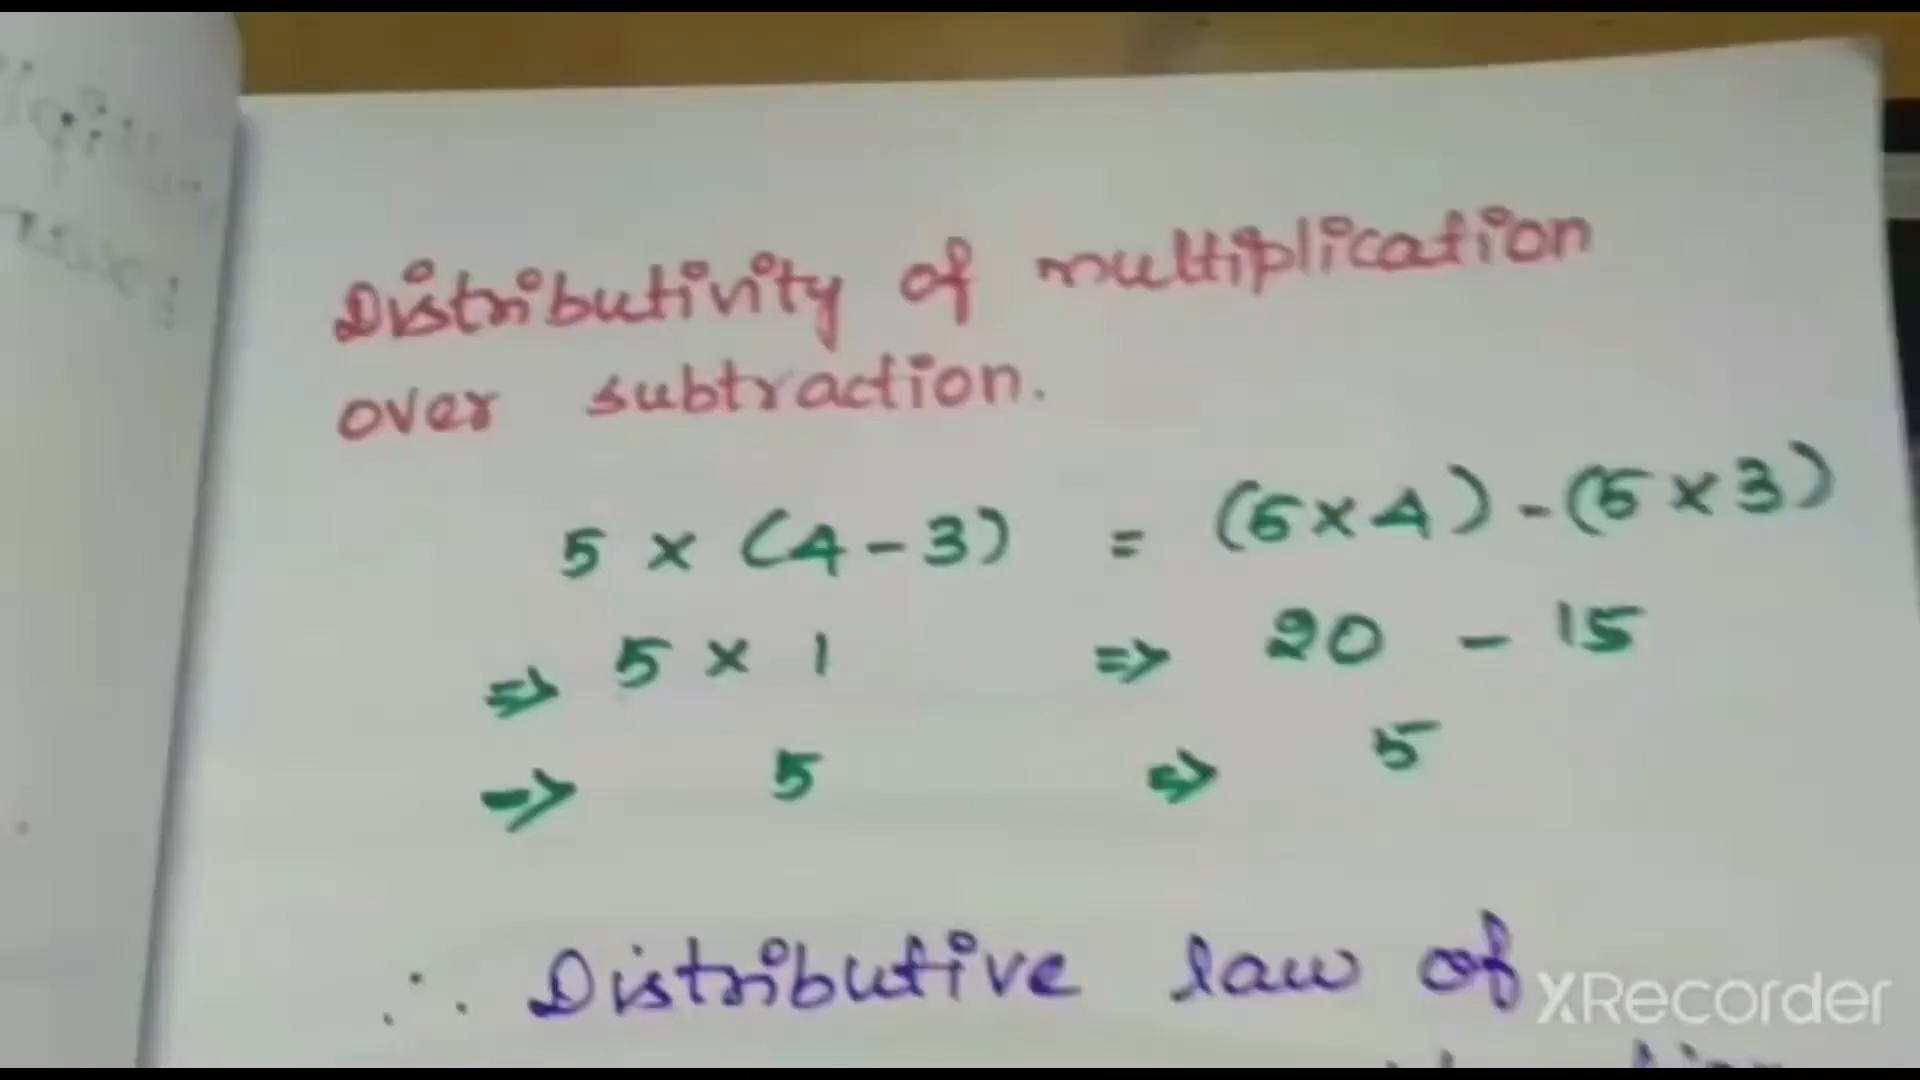 Distributivity of multiplication
over subtraction.
5 × (4 - 3) = (5 × 4) - (5 × 3)
⇒ 5 × 1 ⇒ 20 - 15
⇒ 5 ⇒ 5
∴ Distributive law of
XRecorder